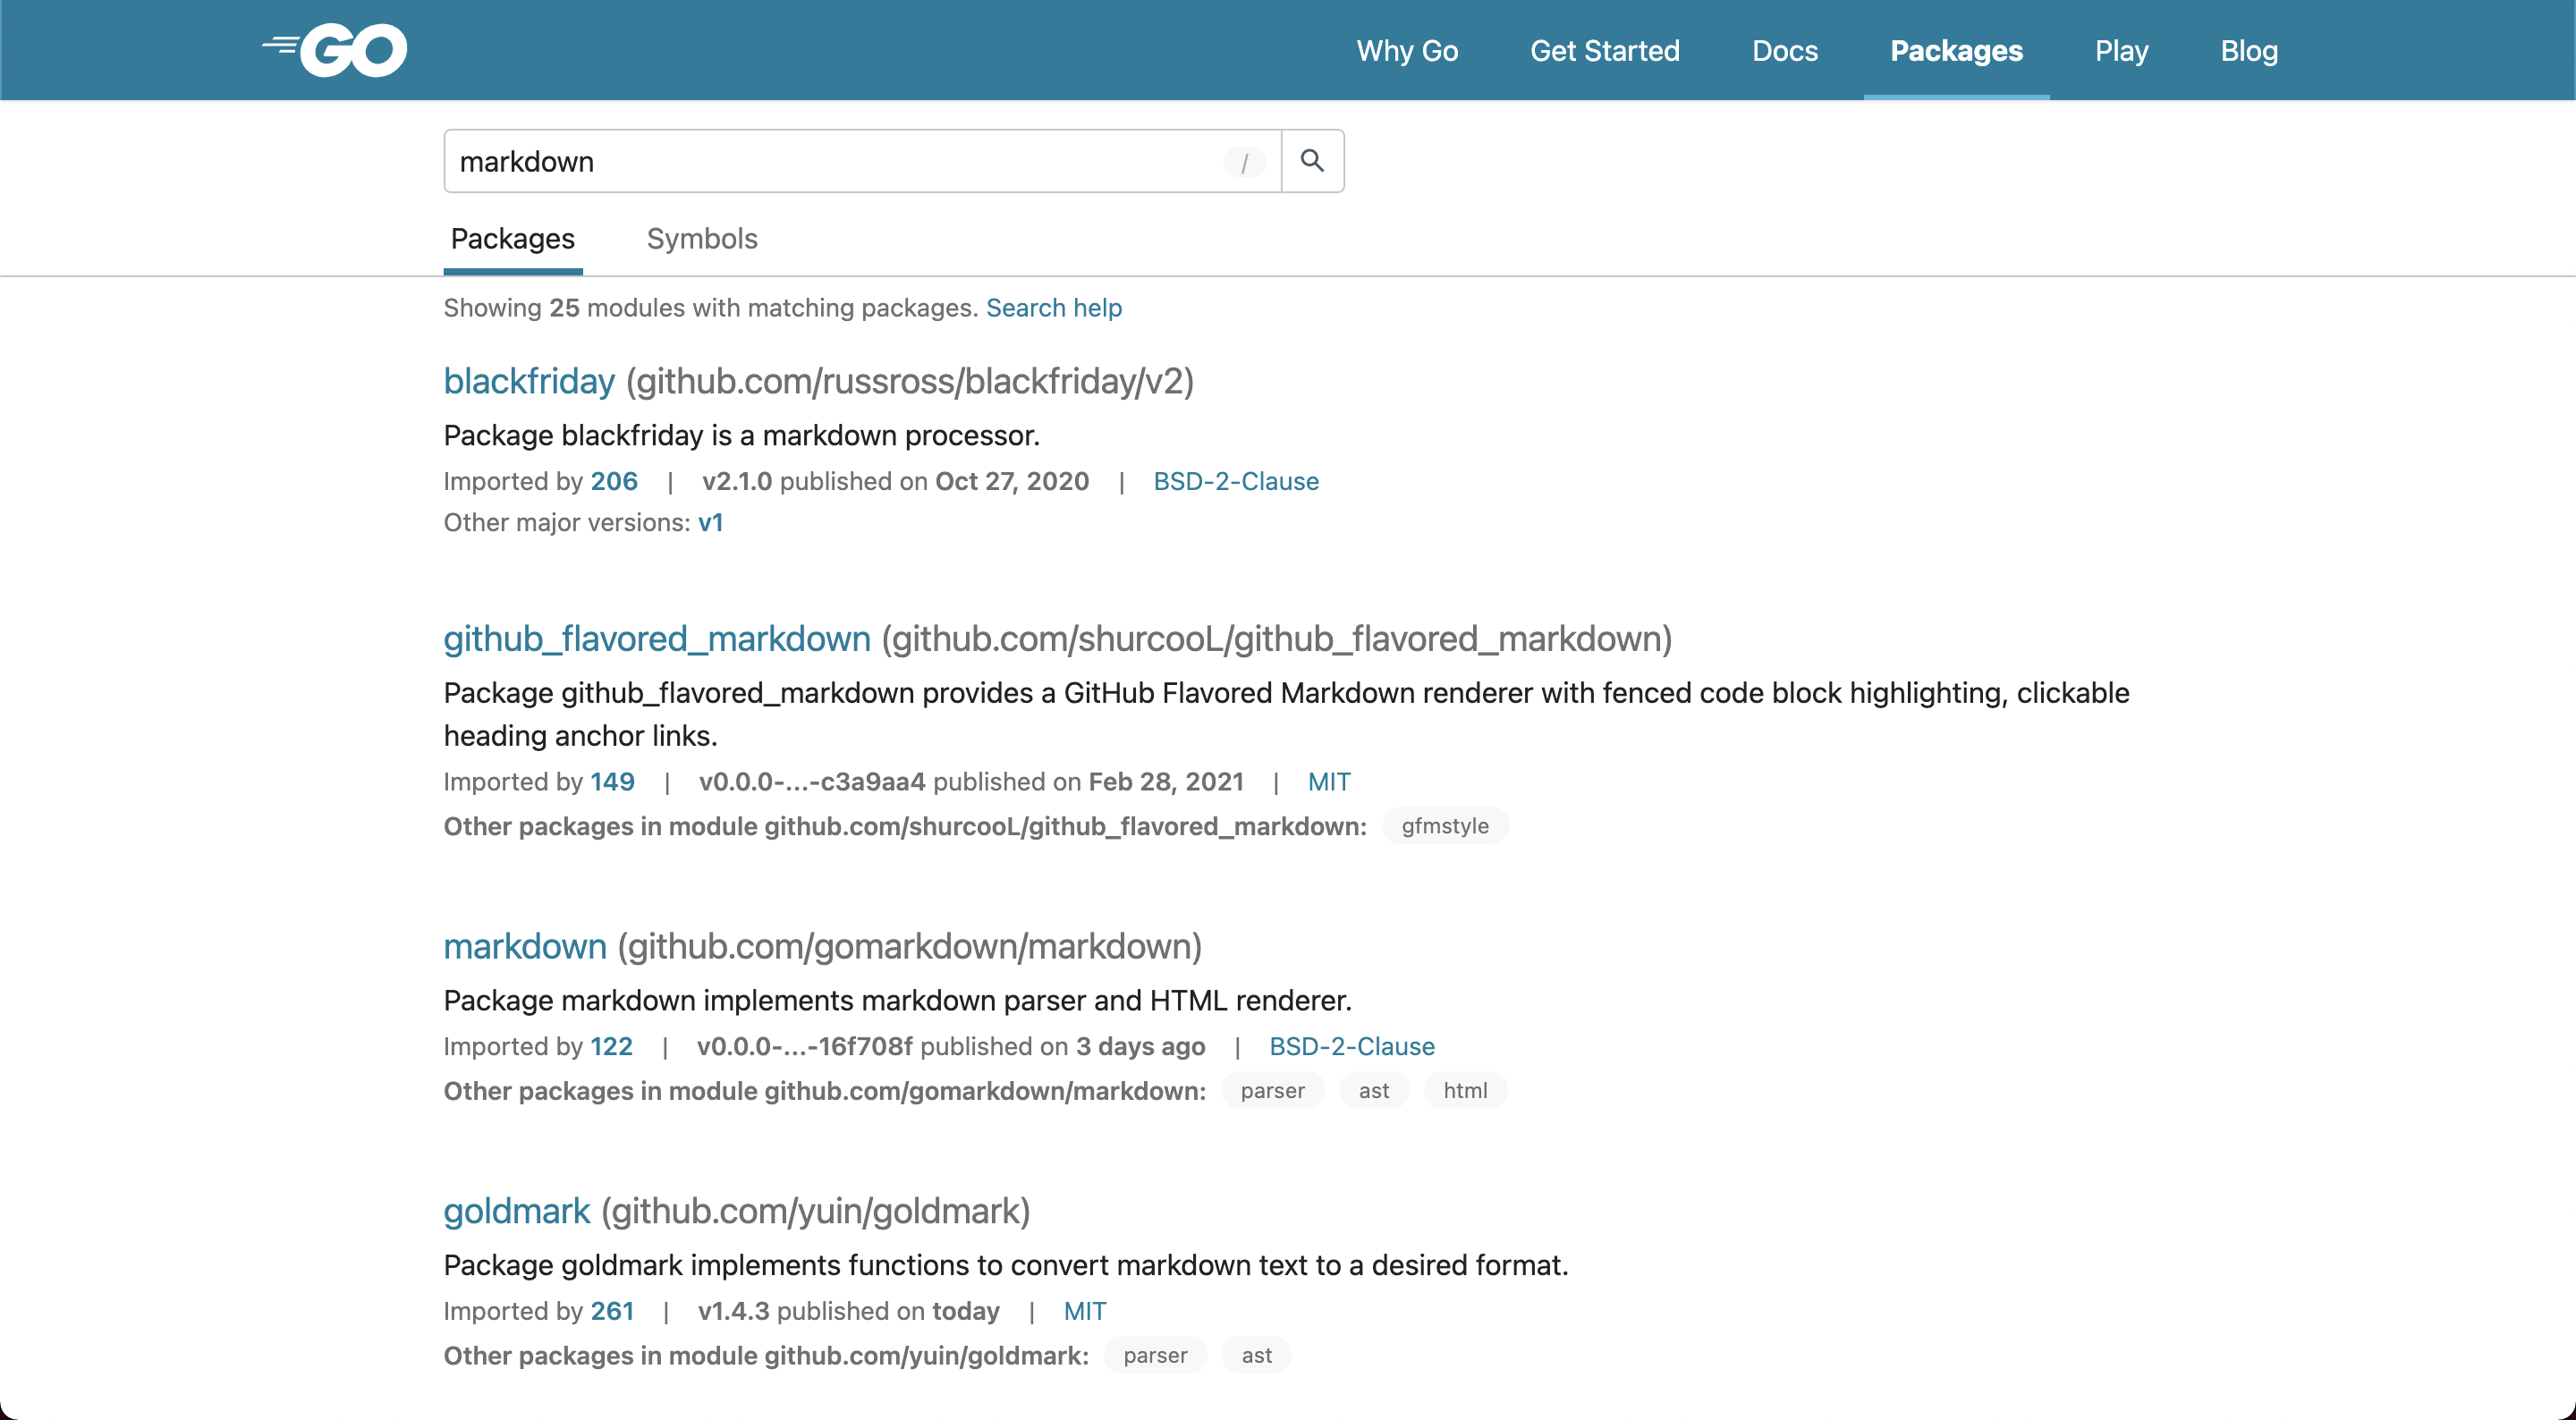 GO
Why Go Get Started Docs Packages Play Blog
markdown /
Packages Symbols
Showing 25 modules with matching packages. Search help
blackfriday (github.com/russross/blackfriday/v2)
Package blackfriday is a markdown processor.
Imported by 206 | v2.1.0 published on Oct 27, 2020 | BSD-2-Clause
Other major versions: v1
github_flavored_markdown (github.com/shurcooL/github_flavored_markdown)
Package github_flavored_markdown provides a GitHub Flavored Markdown renderer with fenced code block highlighting, clickable
heading anchor links.
Imported by 149 | v0.0.0-...-c3a9aa4 published on Feb 28, 2021 | MIT
Other packages in module github.com/shurcooL/github_flavored_markdown: gfmstyle
markdown (github.com/gomarkdown/markdown)
Package markdown implements markdown parser and HTML renderer.
Imported by 122 | v0.0.0-...-16f708f published on 3 days ago | BSD-2-Clause
Other packages in module github.com/gomarkdown/markdown: parser ast html
goldmark (github.com/yuin/goldmark)
Package goldmark implements functions to convert markdown text to a desired format.
Imported by 261 | v1.4.3 published on today | MIT
Other packages in module github.com/yuin/goldmark: parser ast